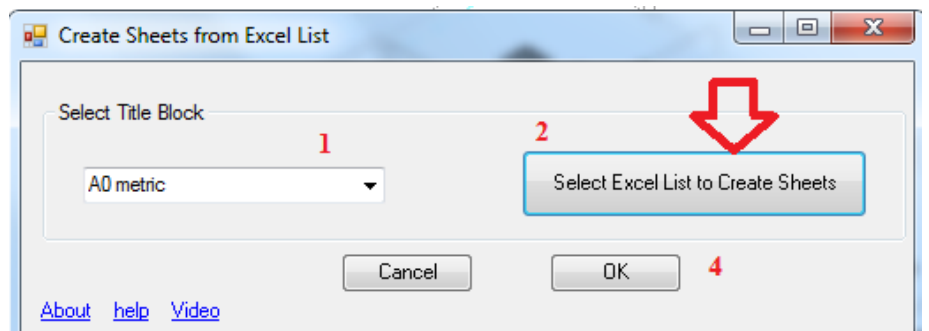 Create Sheets from Excel List
Select Title Block
1
2
A0 metric
Select Excel List to Create Sheets
Cancel
OK
4
About help Video